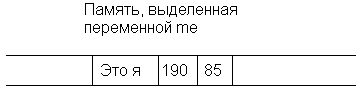 Память, выделенная
переменной me
Это я 190 85